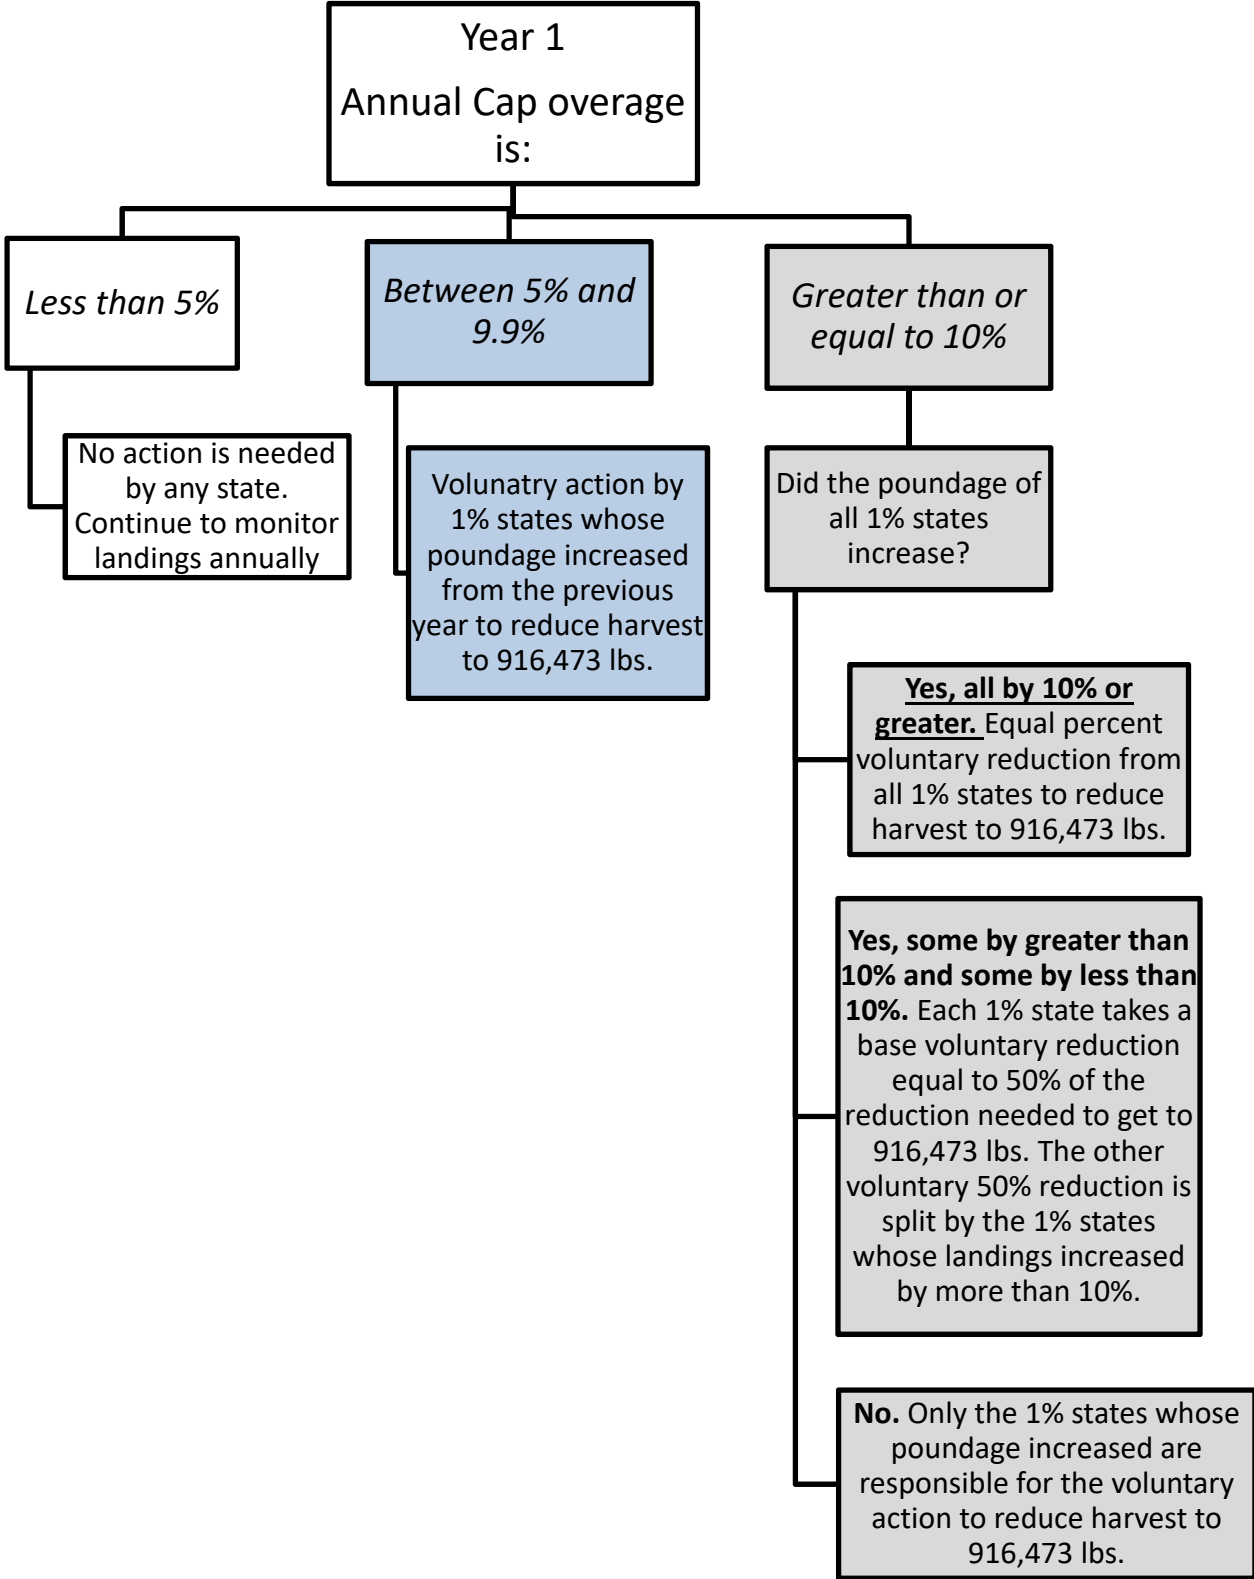 Year 1
Annual Cap overage
is:
Less than 5%
Between 5% and
9.9%
Greater than or
equal to 10%
No action is needed
by any state.
Continue to monitor
landings annually
Volunatry action by
1% states whose
poundage increased
from the previous
year to reduce harvest
to 916,473 lbs.
Did the poundage of
all 1% states
increase?
Yes, all by 10% or
greater. Equal percent
voluntary reduction from
all 1% states to reduce
harvest to 916,473 lbs.
Yes, some by greater than
10% and some by less than
10%. Each 1% state takes a
base voluntary reduction
equal to 50% of the
reduction needed to get to
916,473 lbs. The other
voluntary 50% reduction is
split by the 1% states
whose landings increased
by more than 10%.
No. Only the 1% states whose
poundage increased are
responsible for the voluntary
action to reduce harvest to
916,473 lbs.